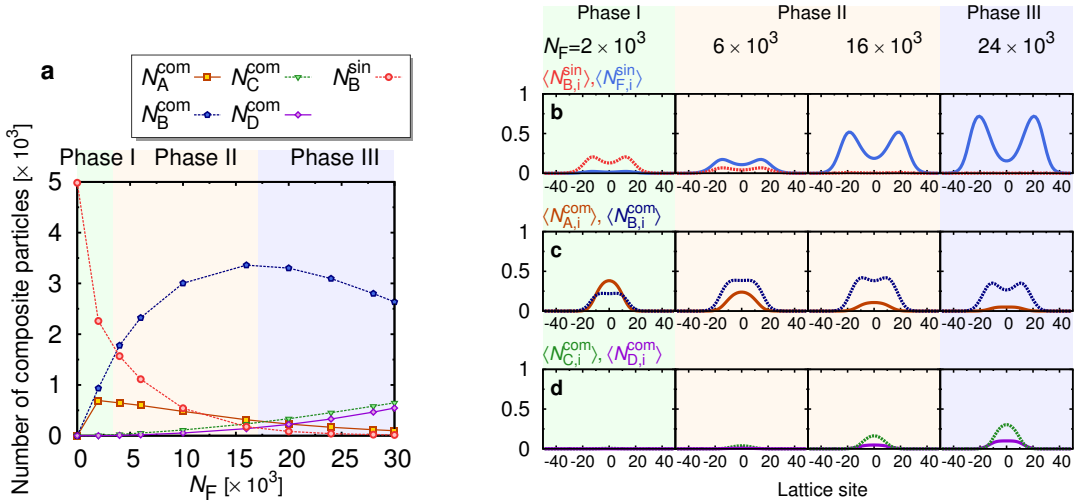 a
N_A^com N_C^com N_B^sin
N_B^com N_D^com
Phase I Phase II Phase III
Number of composite particles [× 10^3]
5
4
3
2
1
0
0 5 10 15 20 25 30
N_F [× 10^3]
Phase I Phase II Phase III
N_F=2 × 10^3 6 × 10^3 16 × 10^3 24 × 10^3
⟨N_B,i^sin⟩,⟨N_F,i^sin⟩
b
1
0.5
0
-40 -20 0 20 40 -40 -20 0 20 40 -40 -20 0 20 40 -40 -20 0 20 40
⟨N_A,i^com⟩, ⟨N_B,i^com⟩
c
1
0.5
0
-40 -20 0 20 40 -40 -20 0 20 40 -40 -20 0 20 40 -40 -20 0 20 40
⟨N_C,i^com⟩, ⟨N_D,i^com⟩
d
1
0.5
0
-40 -20 0 20 40 -40 -20 0 20 40 -40 -20 0 20 40 -40 -20 0 20 40
Lattice site